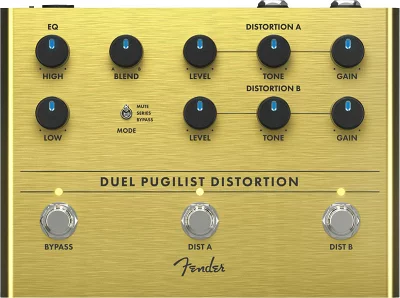 EQ
DISTORTION A
HIGH
BLEND
LEVEL
TONE
GAIN
DISTORTION B
MUTE
SERIES
BYPASS
LOW
MODE
LEVEL
TONE
GAIN
DUEL PUGILIST DISTORTION
BYPASS
DIST A
DIST B
Fender